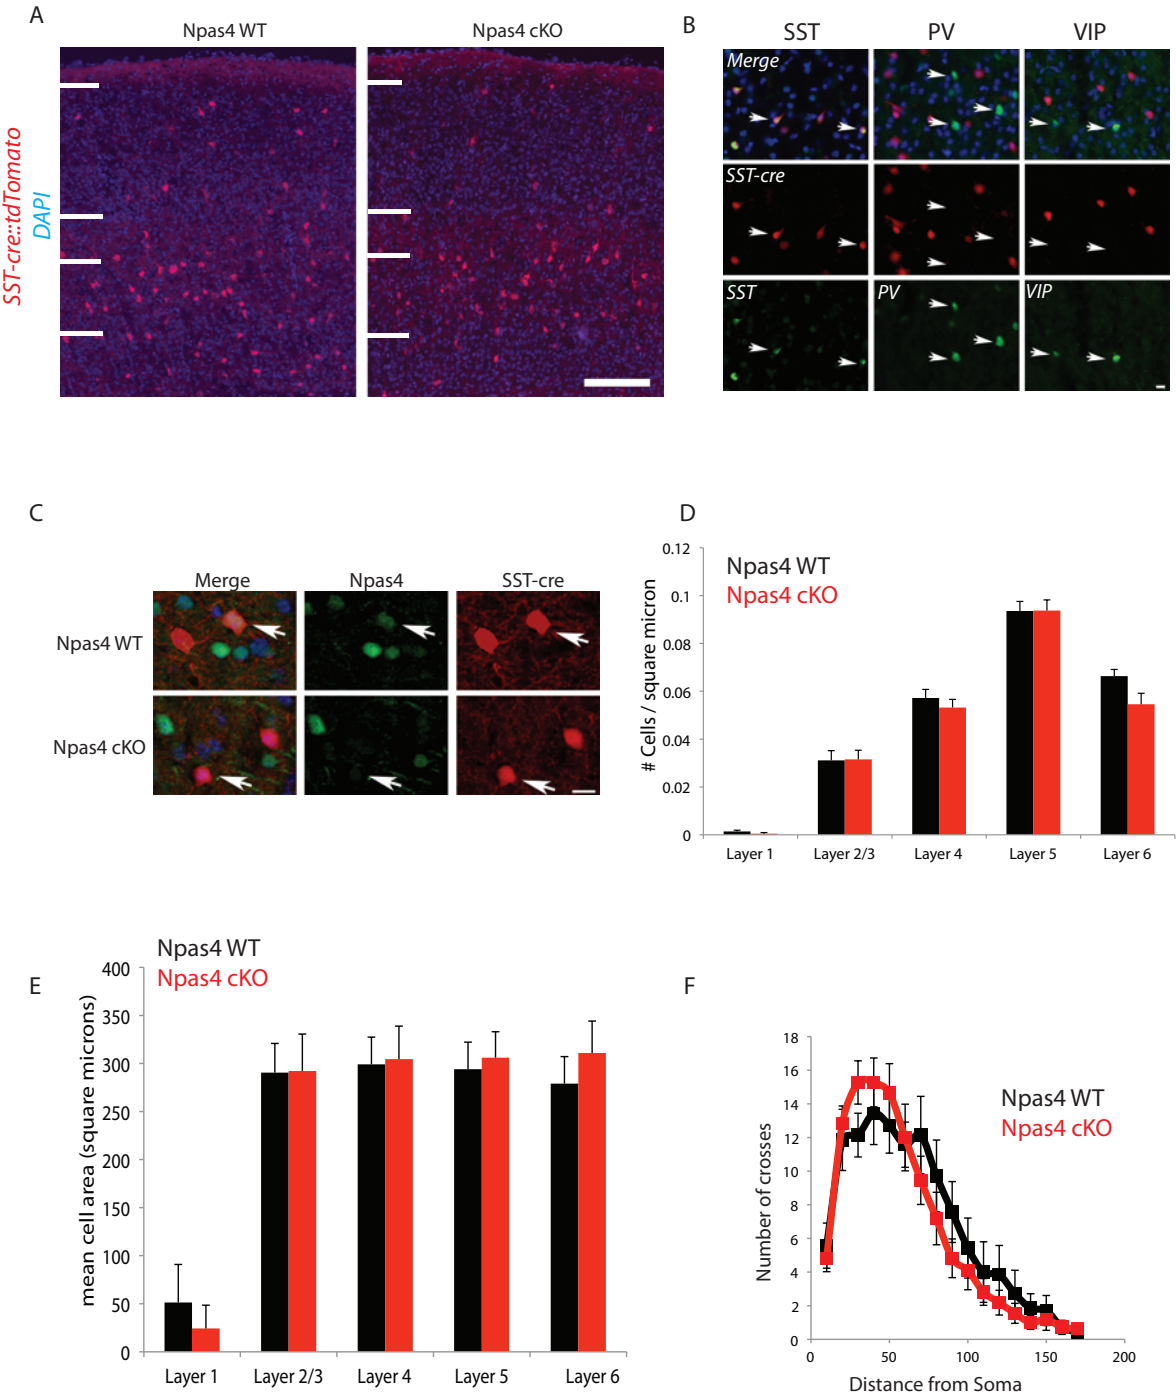 A
Npas4 WT
Npas4 cKO
SST-cre::tdTomato
DAPI
B
SST
PV
VIP
Merge
SST-cre
SST
PV
VIP
C
Merge
Npas4
SST-cre
Npas4 WT
Npas4 cKO
D
Npas4 WT
Npas4 cKO
# Cells / square micron
0.12
0.1
0.08
0.06
0.04
0.02
0
Layer 1
Layer 2/3
Layer 4
Layer 5
Layer 6
E
Npas4 WT
Npas4 cKO
mean cell area (square microns)
400
350
300
250
200
150
100
50
0
Layer 1
Layer 2/3
Layer 4
Layer 5
Layer 6
F
Npas4 WT
Npas4 cKO
Number of crosses
18
16
14
12
10
8
6
4
2
0
0
50
100
150
200
Distance from Soma